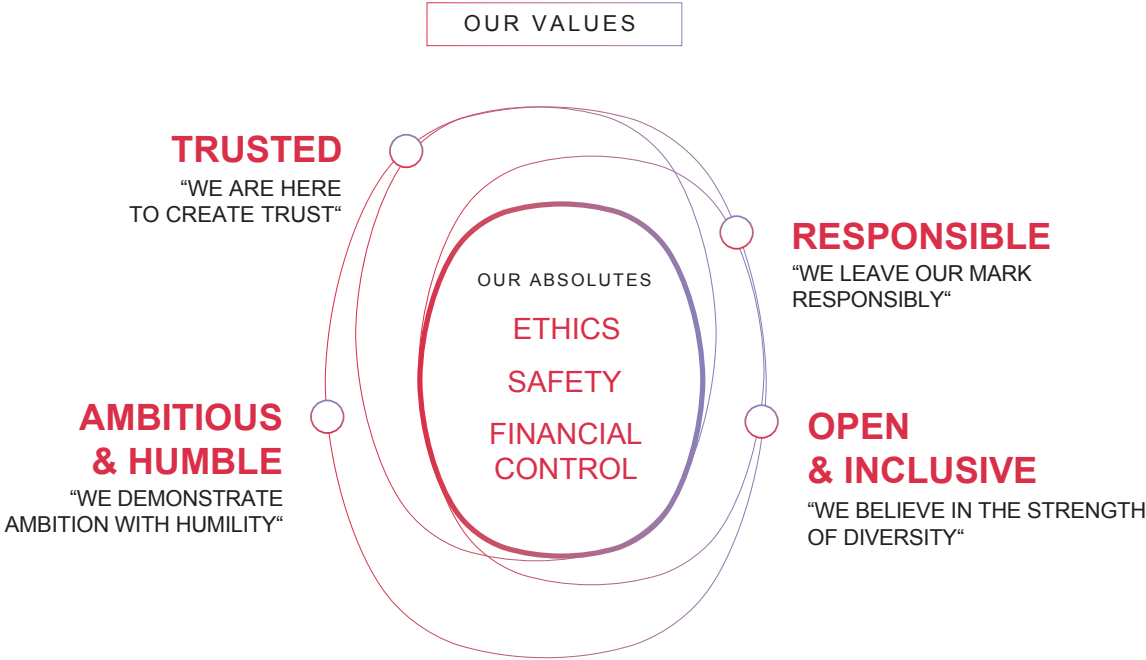 OUR VALUES
TRUSTED
“WE ARE HERE
TO CREATE TRUST“
RESPONSIBLE
“WE LEAVE OUR MARK
RESPONSIBLY“
OUR ABSOLUTES
ETHICS
SAFETY
FINANCIAL
CONTROL
AMBITIOUS
& HUMBLE
“WE DEMONSTRATE
AMBITION WITH HUMILITY“
OPEN
& INCLUSIVE
“WE BELIEVE IN THE STRENGTH
OF DIVERSITY“